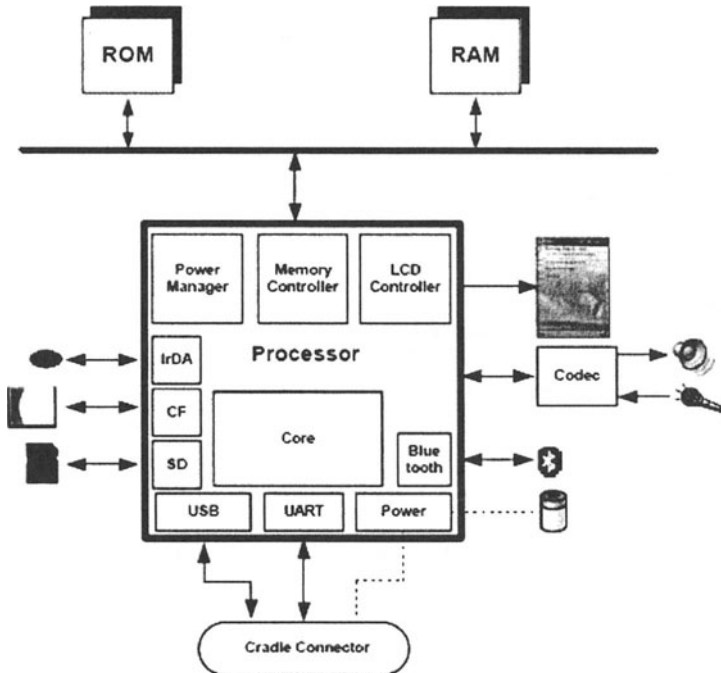 ROM
RAM
Power
Manager
Memory
Controller
LCD
Controller
IrDA
Processor
Codec
CF
Core
SD
Blue
tooth
USB
UART
Power
Cradle Connector